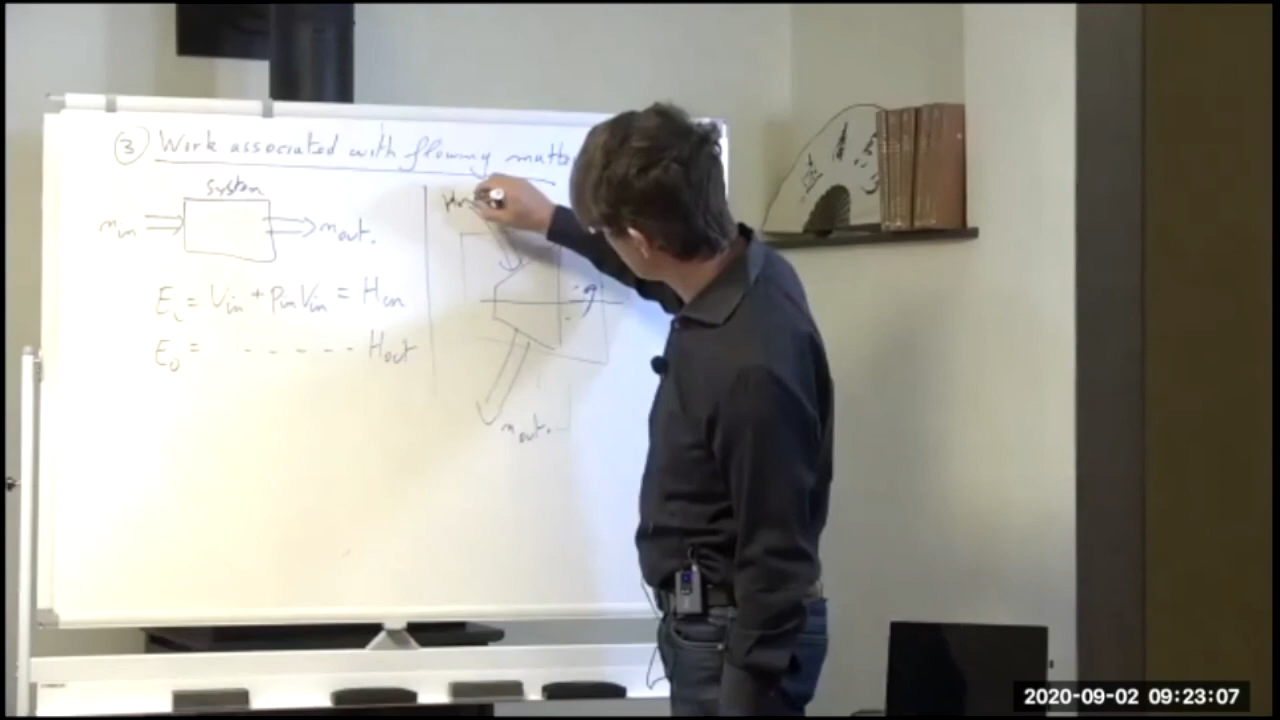 ③ Work associated with flowing matte
system
m_in
m_out.
E_i = U_in + P_in V_in = H_in
E_o = - - - - - H_out
m_out.
2020-09-02 09:23:07